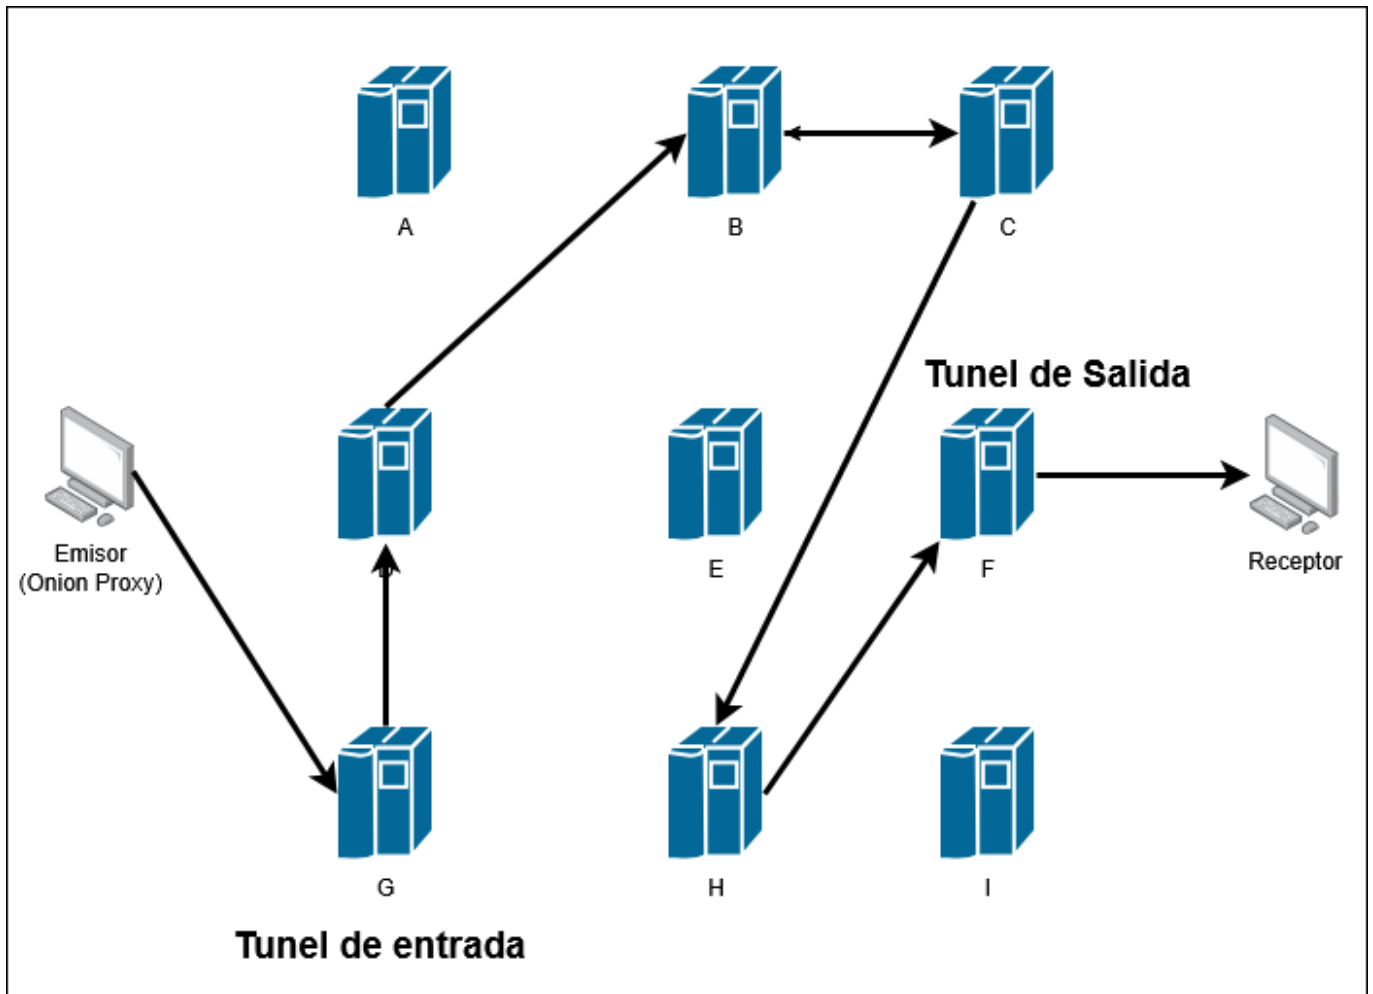 A
B
C
Tunel de Salida
Emisor
(Onion Proxy)
D
E
F
Receptor
G
H
I
Tunel de entrada